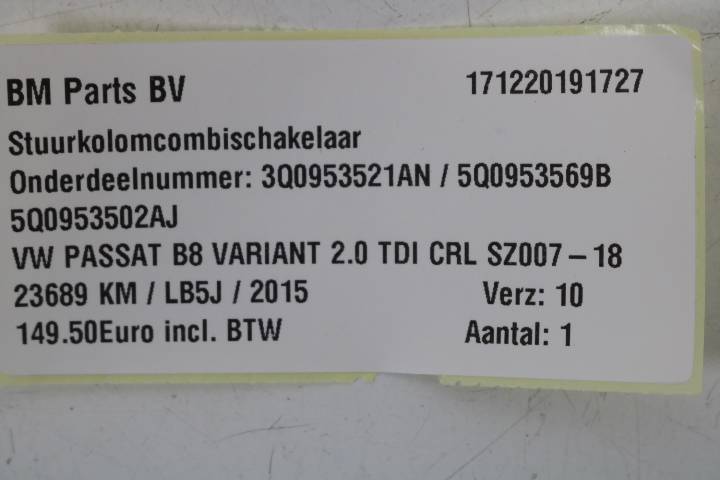 BM Parts BV 171220191727
Stuurkolomcombischakelaar
Onderdeelnummer: 3Q0953521AN / 5Q0953569B
5Q0953502AJ
VW PASSAT B8 VARIANT 2.0 TDI CRL SZ007-18
23689 KM / LB5J / 2015 Verz: 10
149.50Euro incl. BTW Aantal: 1